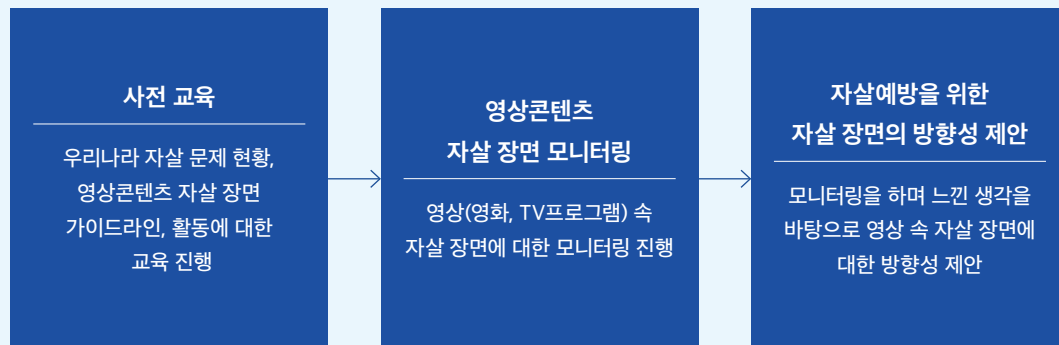 사전 교육
우리나라 자살 문제 현황,
영상콘텐츠 자살 장면
가이드라인, 활동에 대한
교육 진행
영상콘텐츠
자살 장면 모니터링
영상(영화, TV프로그램) 속
자살 장면에 대한 모니터링 진행
자살예방을 위한
자살 장면의 방향성 제안
모니터링을 하며 느낀 생각을
바탕으로 영상 속 자살 장면에
대한 방향성 제안